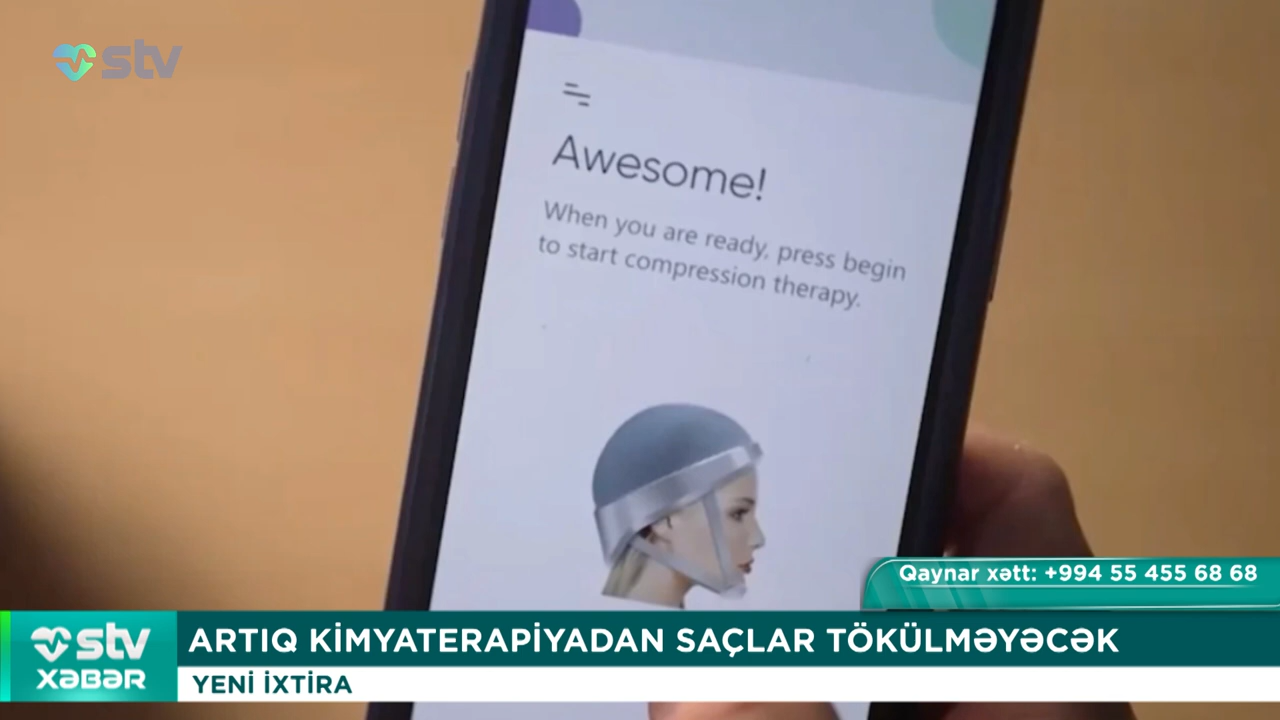 stv
Awesome!
When you are ready, press begin
to start compression therapy.
Qaynar xətt: +994 55 455 68 68
stv
XƏBƏR
ARTIQ KİMYATERAPİYADAN SAÇLAR TÖKÜLMƏYƏCƏK
YENİ İXTİRA